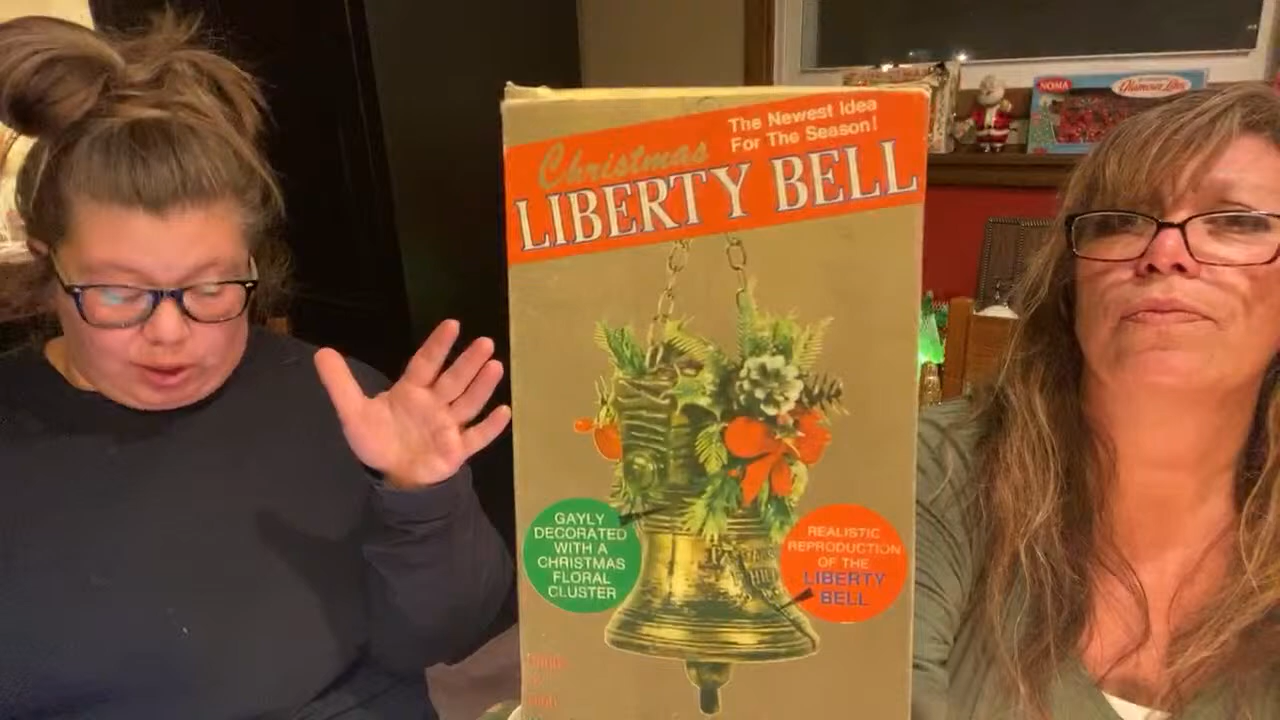 The Newest Idea
For The Season!
Christmas
LIBERTY BELL
GAYLY
DECORATED
WITH A
CHRISTMAS
FLORAL
CLUSTER
REALISTIC
REPRODUCTION
OF THE
LIBERTY
BELL
NOMA